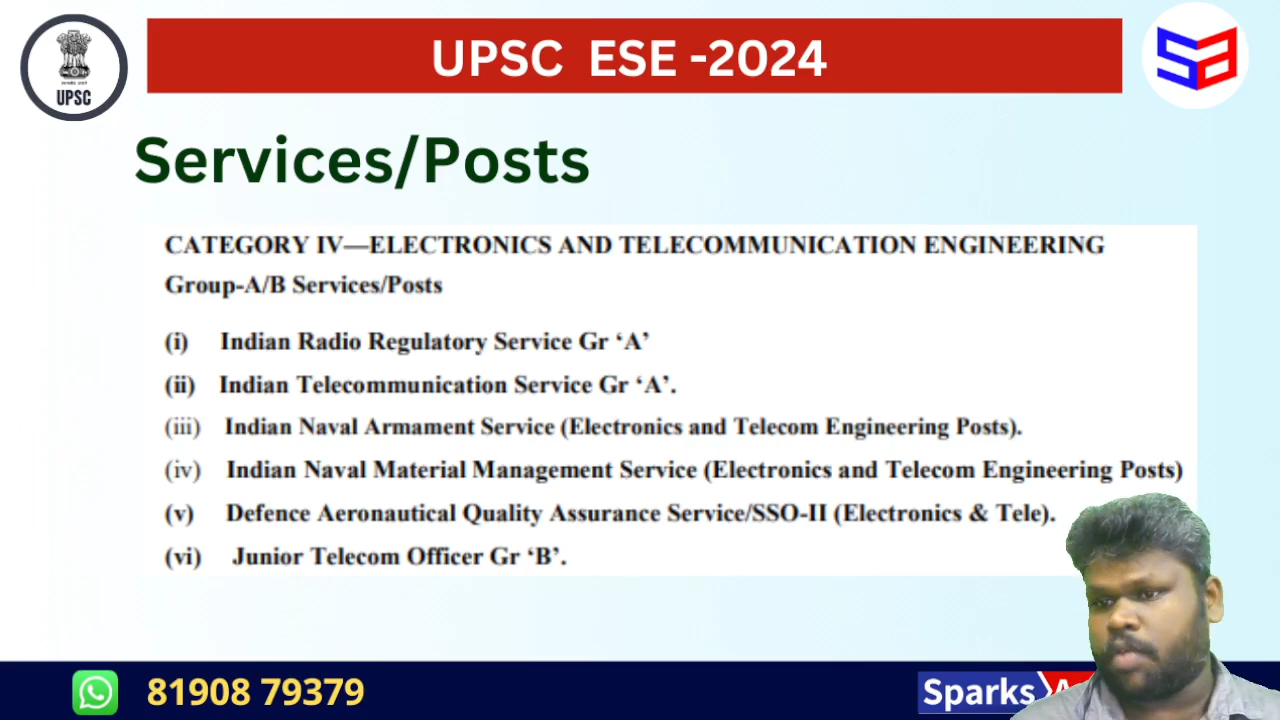 UPSC ESE -2024
UPSC
SA
Services/Posts
CATEGORY IV—ELECTRONICS AND TELECOMMUNICATION ENGINEERING
Group-A/B Services/Posts
(i) Indian Radio Regulatory Service Gr ‘A’
(ii) Indian Telecommunication Service Gr ‘A’.
(iii) Indian Naval Armament Service (Electronics and Telecom Engineering Posts).
(iv) Indian Naval Material Management Service (Electronics and Telecom Engineering Posts)
(v) Defence Aeronautical Quality Assurance Service/SSO-II (Electronics & Tele).
(vi) Junior Telecom Officer Gr ‘B’.
81908 79379
Sparks